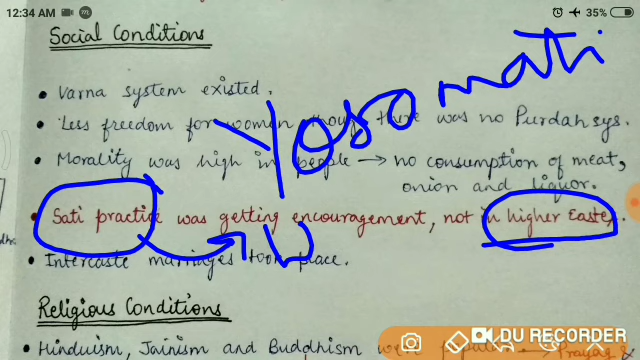 12:34 AM 35%
Social Conditions
• Varna system existed.
Yosomati
• Less freedom for women though there was no Purdah sys.
• Morality was high in people → no consumption of meat,
onion and liquor.
• Sati practice was getting encouragement, not in higher caste.
• Intercaste marriages took place.
Religious Conditions
• Hinduism, Jainism and Buddhism were
DU RECORDER